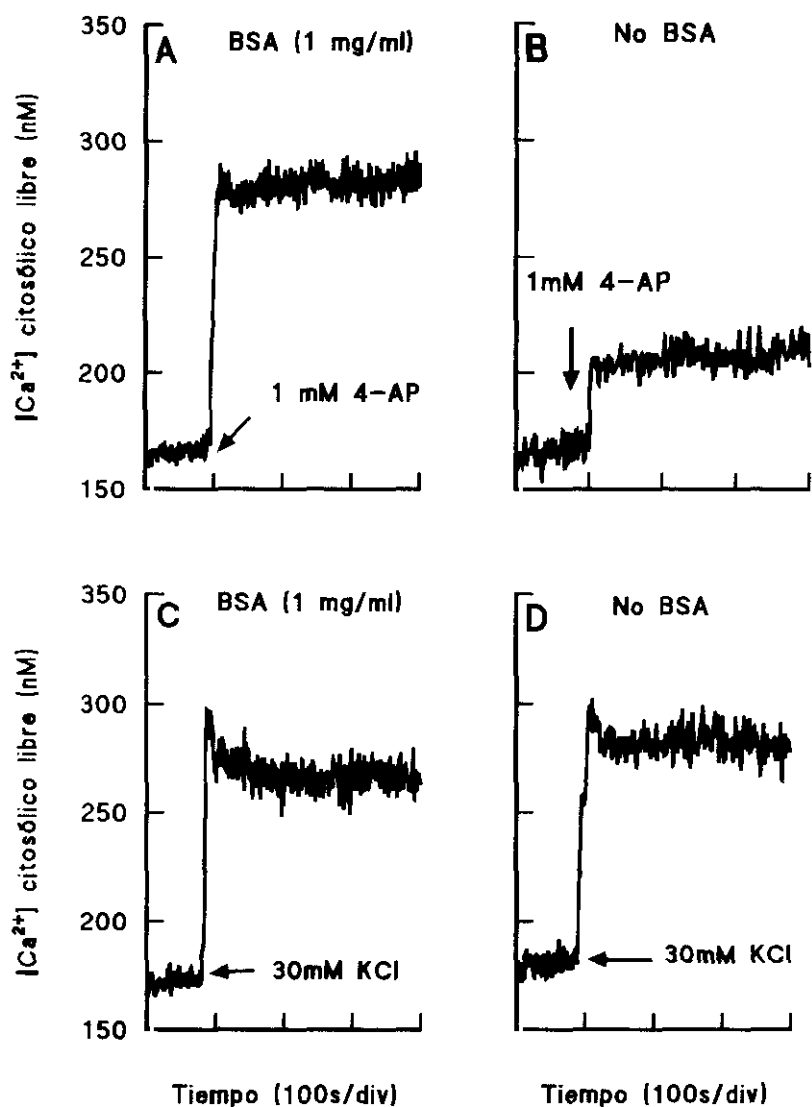 A
BSA (1 mg/ml)
B
No BSA
[Ca²⁺] citosólico libre (nM)
350
300
250
200
150
1 mM 4-AP
1mM 4-AP
C
BSA (1 mg/ml)
D
No BSA
[Ca²⁺] citosólico libre (nM)
350
300
250
200
150
30mM KCl
30mM KCl
Tiempo (100s/div)
Tiempo (100s/div)